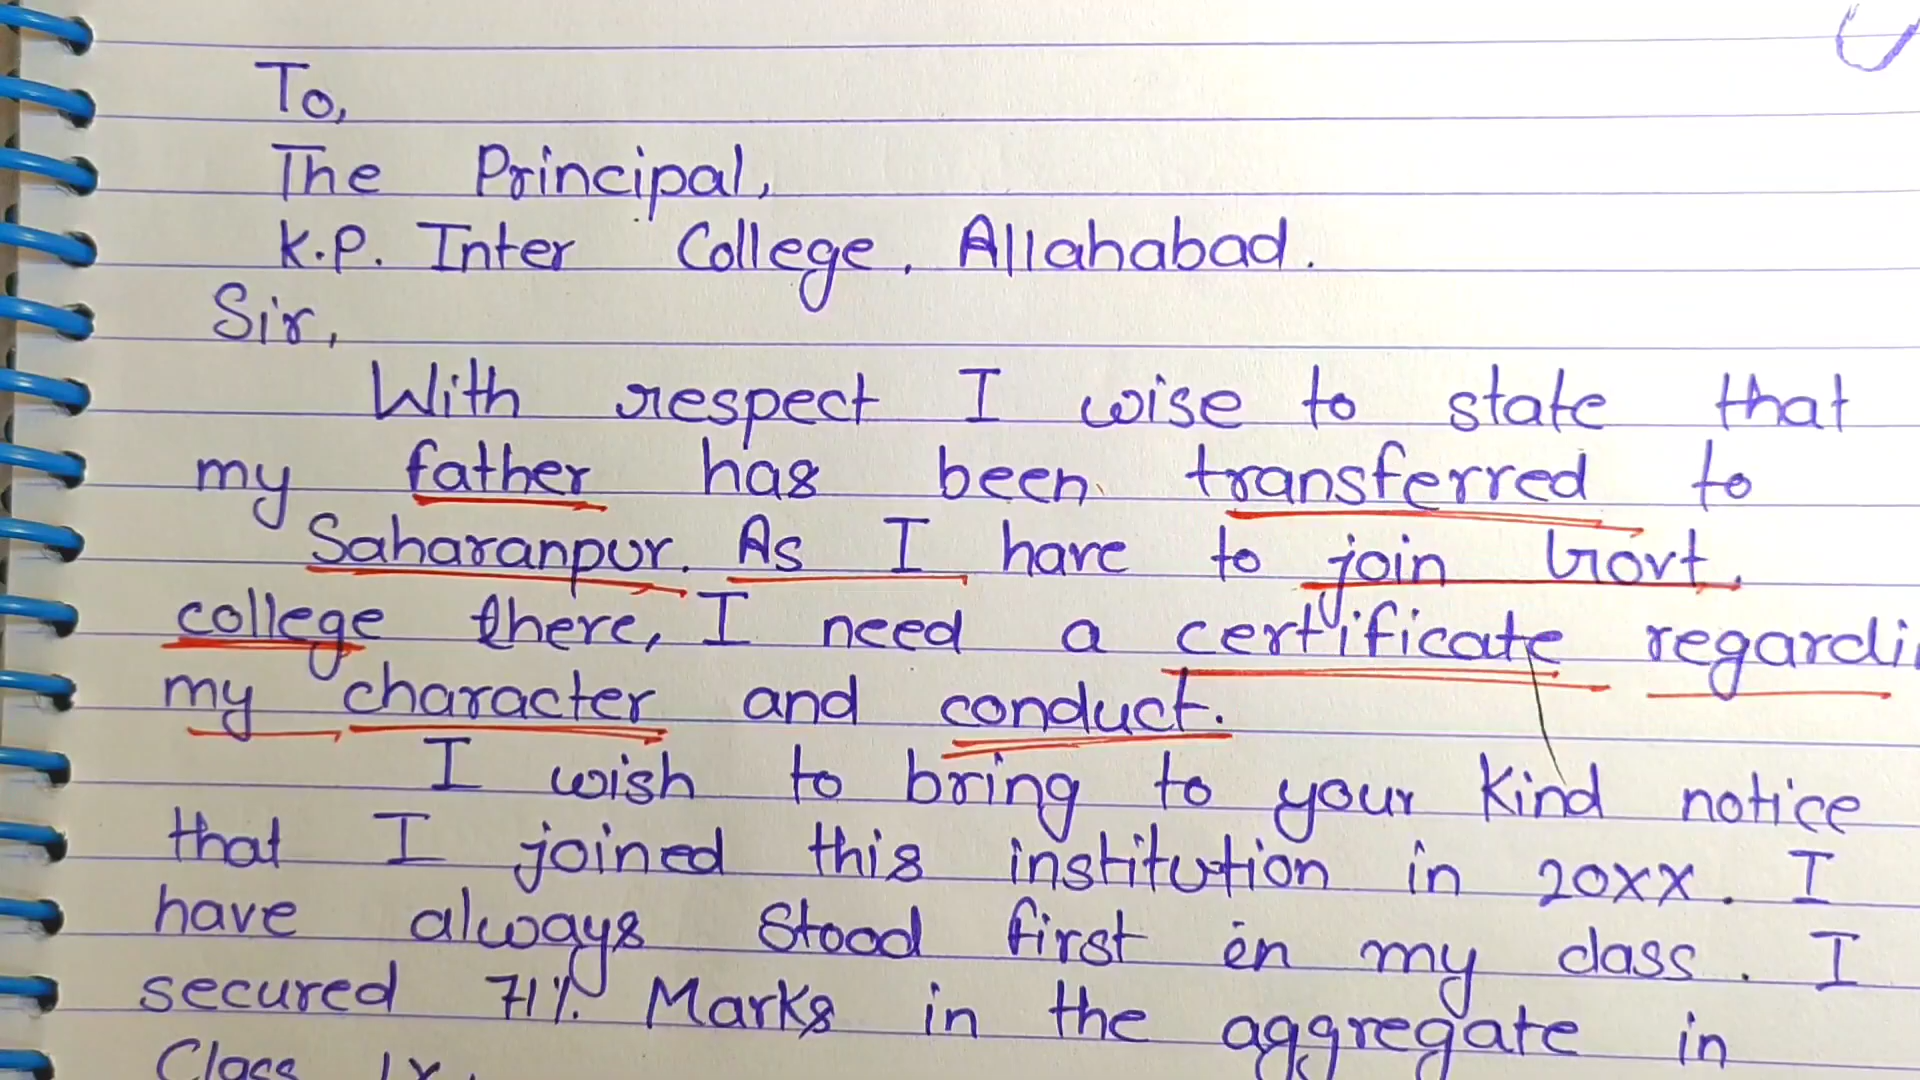 To,
The Principal,
K.P. Inter College, Allahabad.
Sir,
With respect I wise to state that
my father has been transferred to
Saharanpur. As I have to join Govt.
college there, I need a certificate regardi
my character and conduct.
I wish to bring to your kind notice
that I joined this institution in 20xx. I
have always stood first in my class. I
secured 71% Marks in the aggregate in
Class IX.